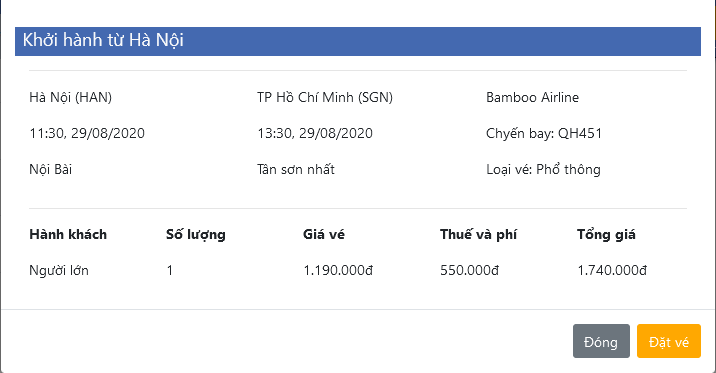 Khởi hành từ Hà Nội
Hà Nội (HAN) TP Hồ Chí Minh (SGN) Bamboo Airline
11:30, 29/08/2020 13:30, 29/08/2020 Chyến bay: QH451
Nội Bài Tân sơn nhất Loại vé: Phổ thông
Hành khách Số lượng Giá vé Thuế và phí Tổng giá
Người lớn 1 1.190.000đ 550.000đ 1.740.000đ
Đóng Đặt vé